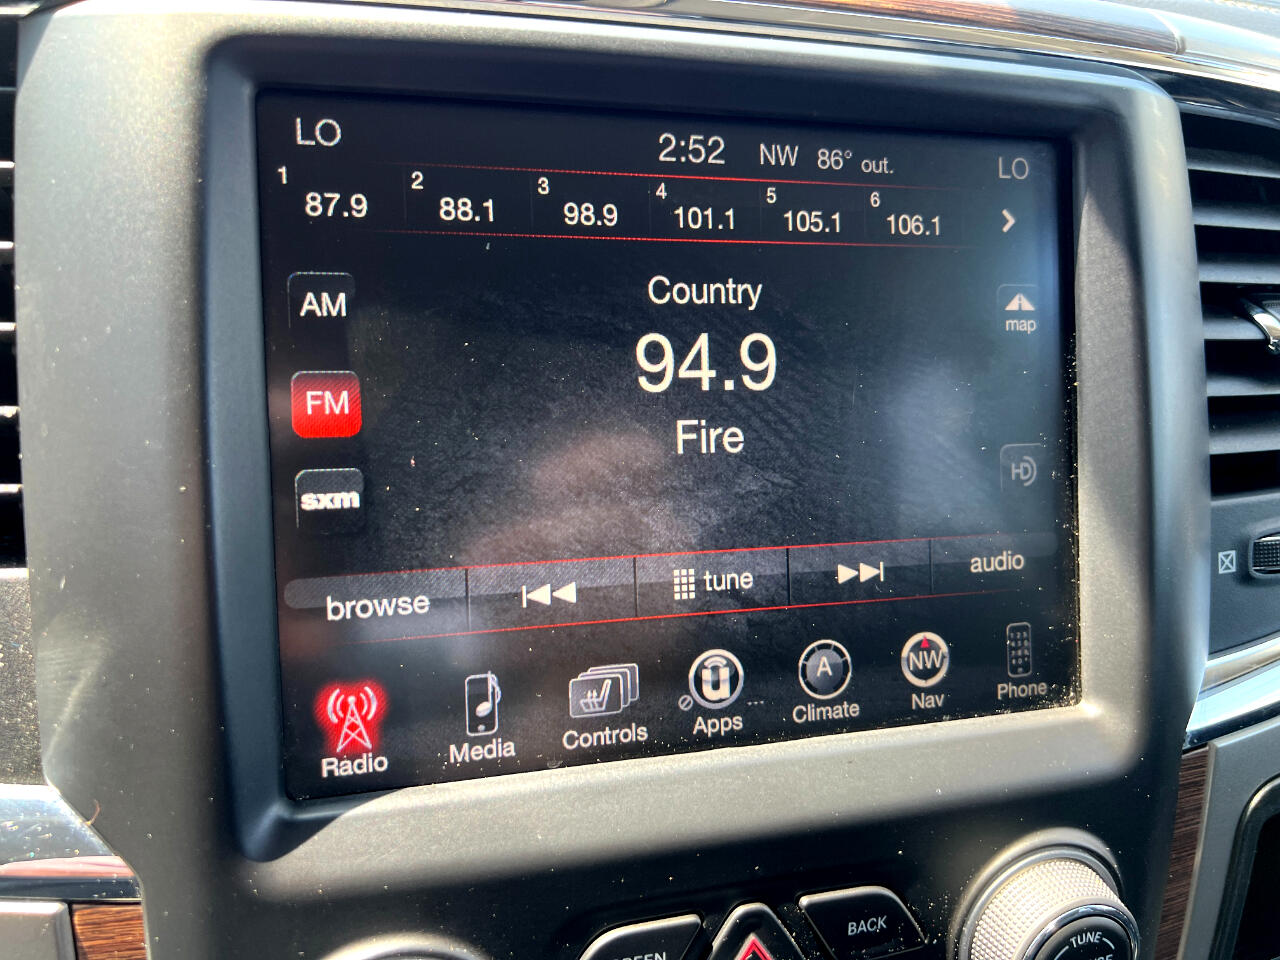 LO 2:52 NW 86° out. LO
1 87.9 2 88.1 3 98.9 4 101.1 5 105.1 6 106.1
AM
Country
map
94.9
FM
Fire
HD
sxm
browse tune audio
Radio Media Controls Apps A Climate NW Nav Phone
BACK
TUNE